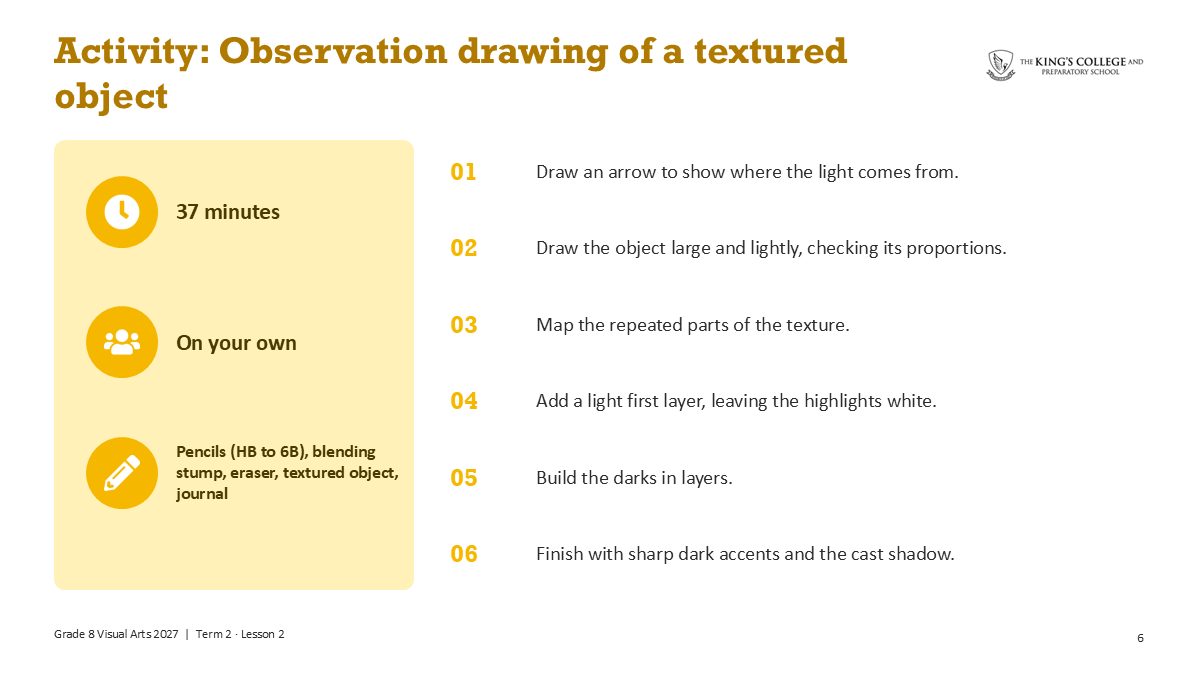 Activity: Observation drawing of a textured
object
THE KING'S COLLEGE AND
PREPARATORY SCHOOL
37 minutes
On your own
Pencils (HB to 6B), blending
stump, eraser, textured object,
journal
01 Draw an arrow to show where the light comes from.
02 Draw the object large and lightly, checking its proportions.
03 Map the repeated parts of the texture.
04 Add a light first layer, leaving the highlights white.
05 Build the darks in layers.
06 Finish with sharp dark accents and the cast shadow.
Grade 8 Visual Arts 2027 | Term 2 · Lesson 2
6